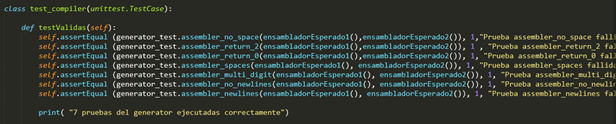 class test_compiler(unittest.TestCase):
def testValidas(self):
self.assertEqual (generator_test.assembler_no_space(ensambladorEsperado1(),ensambladorEsperado2()), 1,"Prueba assembler_no_space falli
self.assertEqual (generator_test.assembler_return_2(ensambladorEsperado1(),ensambladorEsperado2()), 1 , "Prueba assembler_return_2 fal
self.assertEqual (generator_test.assembler_return_0(ensambladorEsperado1(),ensambladorEsperado2()), 1, "Prueba assembler_return_0 fal
self.assertEqual (generator_test.assembler_spaces(ensambladorEsperado1(), ensambladorEsperado2()), 1, "Prueba assembler_spaces fallida
self.assertEqual (generator_test.assembler_multi_digit(ensambladorEsperado1(), ensambladorEsperado2()), 1, "Prueba assembler_multi_dig
self.assertEqual (generator_test.assembler_no_newlines(ensambladorEsperado1(), ensambladorEsperado2()), 1, "Prueba assembler_no_newlin
self.assertEqual (generator_test.assembler_newlines(ensambladorEsperado1(), ensambladorEsperado2()), 1, "Prueba assembler_newlines fal
print( "7 pruebas del generator ejecutadas correctamente")